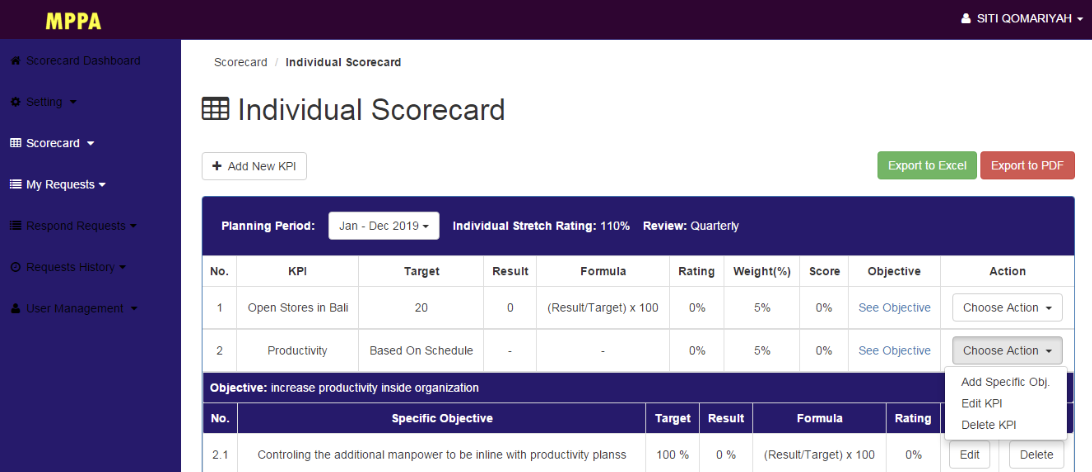 MPPA
SITI QOMARIYAH
Scorecard Dashboard
Setting
Scorecard
My Requests
Respond Requests
Requests History
User Management
Scorecard / Individual Scorecard
Individual Scorecard
+ Add New KPI
Export to Excel Export to PDF
Planning Period: Jan - Dec 2019 Individual Stretch Rating: 110% Review: Quarterly
No. KPI Target Result Formula Rating Weight(%) Score Objective Action
1 Open Stores in Bali 20 0 (Result/Target) x 100 0% 5% 0% See Objective Choose Action
2 Productivity Based On Schedule - - 0% 5% 0% See Objective Choose Action
Add Specific Obj.
Edit KPI
Delete KPI
Objective: increase productivity inside organization
No. Specific Objective Target Result Formula Rating
2.1 Controling the additional manpower to be inline with productivity planss 100 % 0 % (Result/Target) x 100 0% Edit Delete